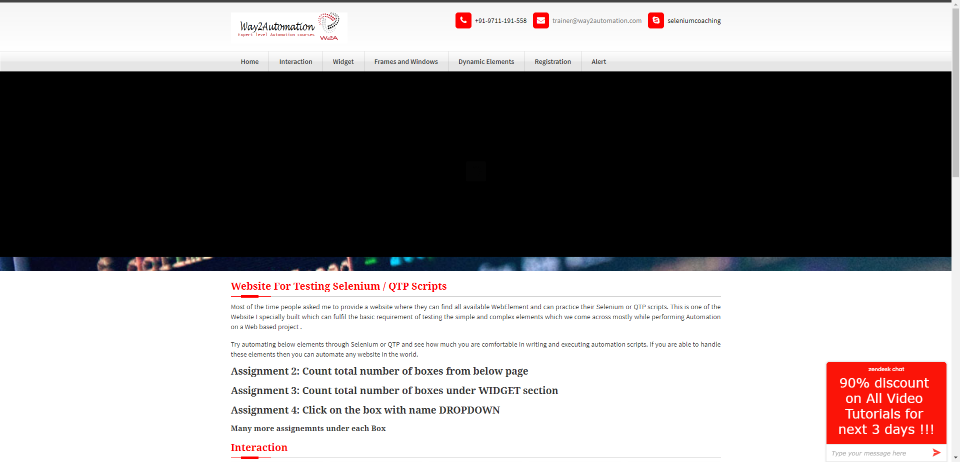 Way2Automation
Expert level Automation courses
W2A
+91-9711-191-558
trainer@way2automation.com
seleniumcoaching
Home
Interaction
Widget
Frames and Windows
Dynamic Elements
Registration
Alert
Website For Testing Selenium / QTP Scripts
Most of the time people asked me to provide a website where they can find all available WebElement and can practice their Selenium or QTP scripts. This is one of the
Website I specially built which can fulfil the basic requirement of testing the simple and complex elements which we come across mostly while performing Automation
on a Web based project .
Try automating below elements through Selenium or QTP and see how much you are comfortable in writing and executing automation scripts. If you are able to handle
these elements then you can automate any website in the world.
Assignment 2: Count total number of boxes from below page
Assignment 3: Count total number of boxes under WIDGET section
Assignment 4: Click on the box with name DROPDOWN
Many more assignemnts under each Box
Interaction
zendesk chat
90% discount
on All Video
Tutorials for
next 3 days !!!
Type your message here